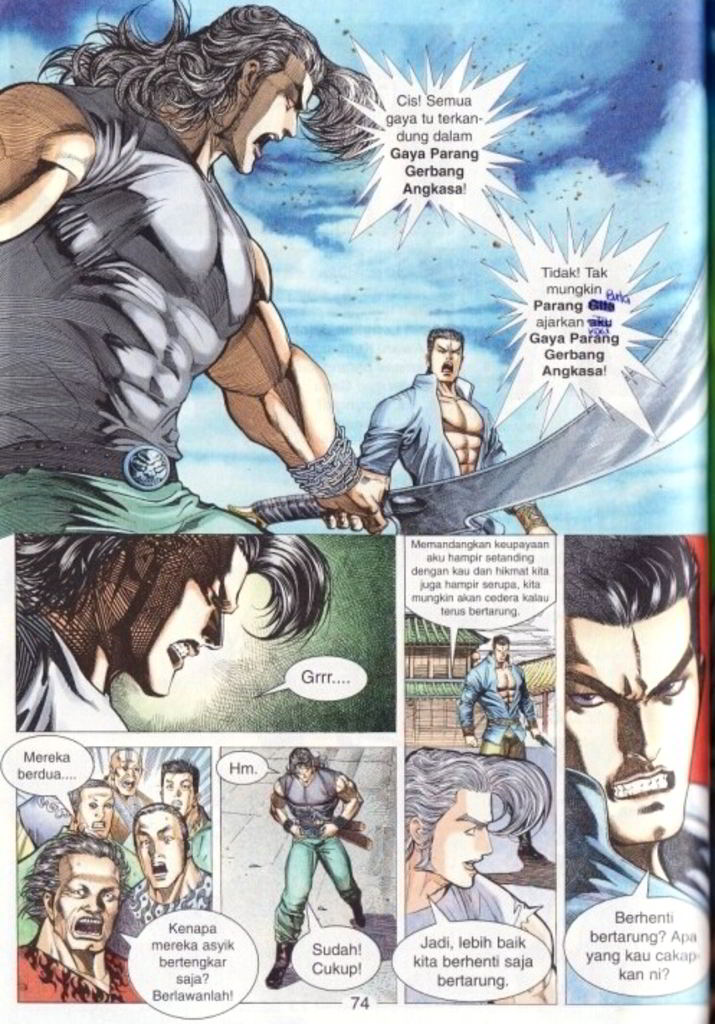 Cis! Semua
gaya tu terkan-
dung dalam
Gaya Parang
Gerbang
Angkasa!
Tidak! Tak
mungkin
Parang Gila
ajarkan aku
Gaya Parang
Gerbang
Angkasa!
Grrr....
Memandangkan keupayaan
aku hampir setanding
dengan kau dan hikmat kita
juga hampir serupa, kita
mungkin akan cedera kalau
terus bertarung.
Mereka
berdua....
Kenapa
mereka asyik
bertengkar
saja?
Berlawanlah!
Hm.
Sudah!
Cukup!
Jadi, lebih baik
kita berhenti saja
bertarung.
Berhenti
bertarung? Apa
yang kau cakap-
kan ni?
74